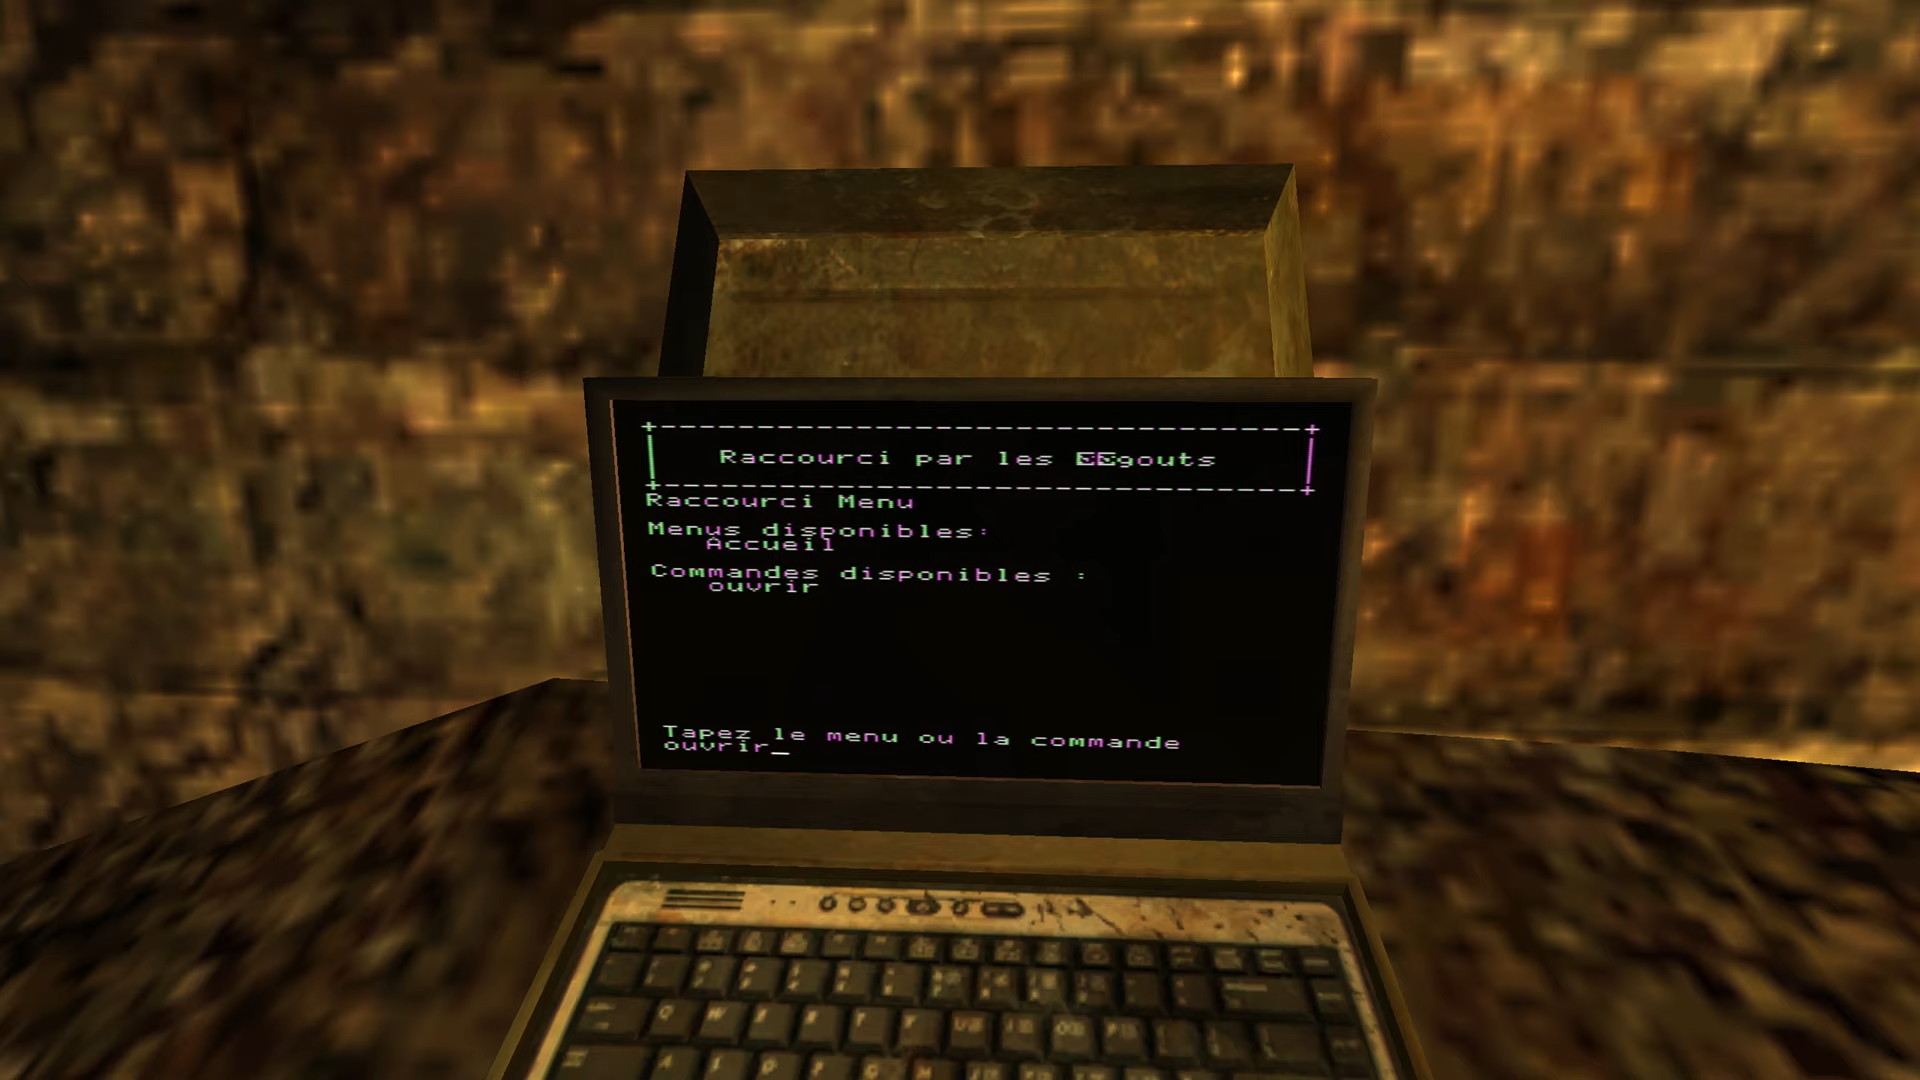 Raccourci par les EEgouts
Raccourci Menu
Menus disponibles:
Accueil
Commandes disponibles :
ouvrir
Tapez le menu ou la commande
ouvrir_